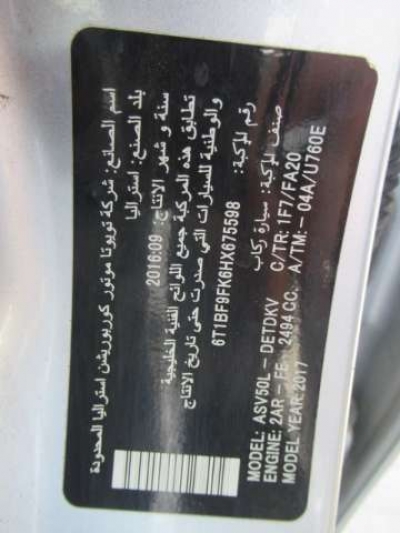 اسم الصانع: شركة تويوتا موتور كوربوريشن استراليا المحدودة
بلد الصنع: استراليا
سنة و شهر الانتاج: 2016:09
تطابق هذه المركبة جميع اللوائح الفنية الخليجية
والوطنية للسيارات التي صدرت حتى تاريخ الانتاج
رقم المركبة: 6T1BF9FK6HX675598
صنف المركبة: سيارة ركاب
MODEL: ASV50L – DETDKV C/TR: 1F7/FA20
ENGINE: 2AR – FE 2494 CC. A/TM: – 04A/U760E
MODEL YEAR 2017